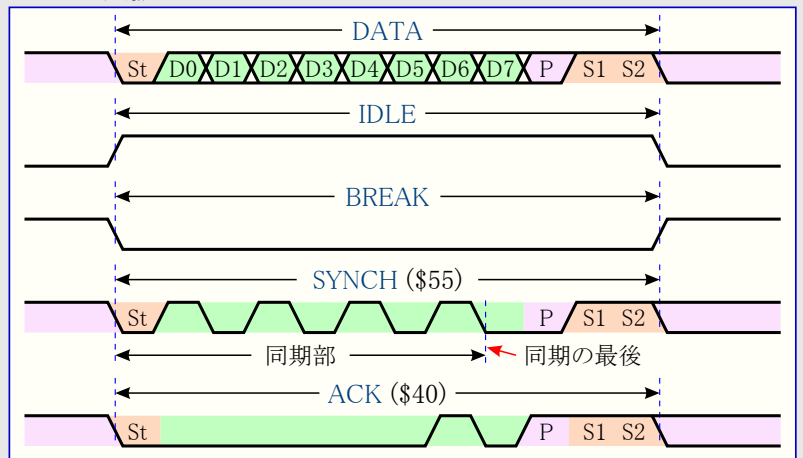 DATA
St D0 D1 D2 D3 D4 D5 D6 D7 P S1 S2
IDLE
BREAK
SYNCH ($55)
St P S1 S2
同期部 同期の最後
ACK ($40)
St P S1 S2